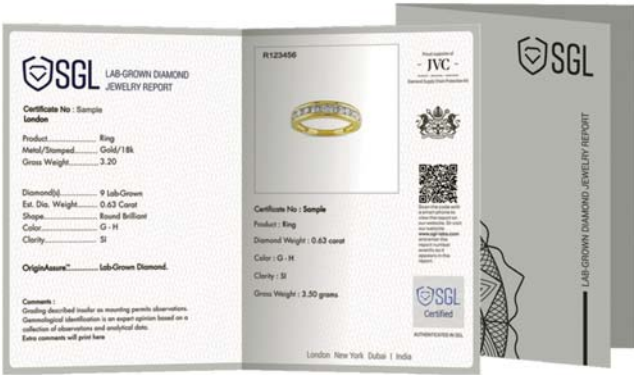 SGL
LAB-GROWN DIAMOND
JEWELRY REPORT
Certificate No : Sample
London
Product............... Ring
Metal/Stamped........ Gold/18k
Gross Weight.......... 3.20
Diamond(s)........... 9 Lab-Grown
Est. Dia. Weight....... 0.63 Carat
Shape................. Round Brilliant
Color................. G - H
Clarity................ SI
OriginAssure™.......... Lab-Grown Diamond.
Comments :
Grading described insofar as mounting permits observations.
Gemmological identification is an expert opinion based on a
collection of observations and analytical data.
Extra comments will print here
R123456
Certificate No : Sample
Product : Ring
Diamond Weight : 0.63 carat
Color : G - H
Clarity : SI
Gross Weight : 3.50 grams
London New York Dubai | India
- JVC -
SGL
Certified
AUTHENTICATED IN SGL
SGL
LAB-GROWN DIAMOND JEWELRY REPORT